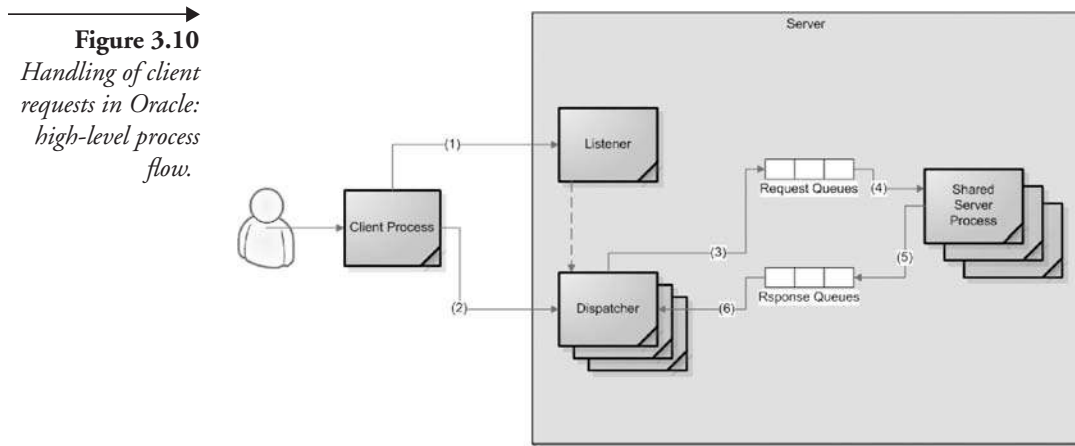 Figure 3.10
Handling of client
requests in Oracle:
high-level process
flow.
Server
Listener
(1)
Client Process
(2)
Dispatcher
(3)
Request Queues
(4)
Shared
Server
Process
(5)
Rsponse Queues
(6)